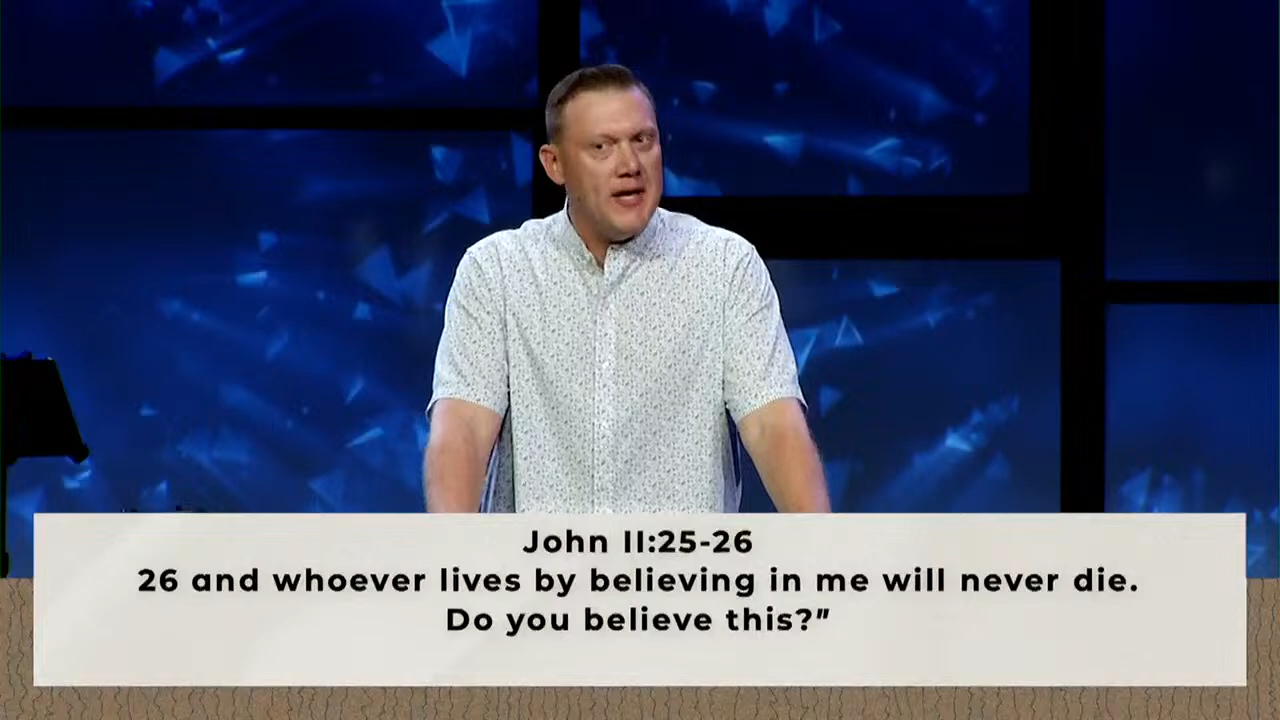 John 11:25-26
26 and whoever lives by believing in me will never die.
Do you believe this?”